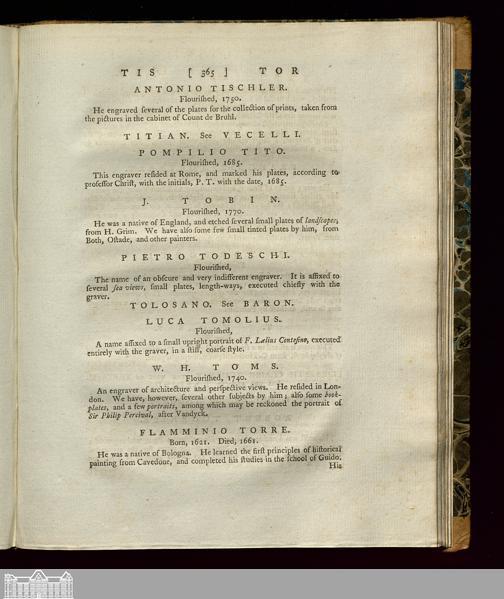 TIS [ 365 ] TOR
ANTONIO TISCHLER.
Flouriſhed, 1750.
He engraved ſeveral of the plates for the collection of prints, taken from
the pictures in the cabinet of Count de Bruhl.
TITIAN. See VECELLI.
POMPILIO TITO.
Flouriſhed, 1685.
This engraver reſided at Rome, and marked his plates, according to
profeſſor Chriſt, with the initials, P. T. with the date, 1685.
J. TOBIN.
Flouriſhed, 1770.
He was a native of England, and etched ſeveral ſmall plates of landſcapes,
from H. Grim. We have alſo ſome few ſmall tinted plates by him, from
Both, Oſtade, and other painters.
PIETRO TODESCHI.
Flouriſhed,
The name of an obſcure and very indifferent engraver. It is affixed to
ſeveral ſea views, ſmall plates, length-ways, executed chiefly with the
graver.
TOLOSANO. See BARON.
LUCA TOMOLIUS.
Flouriſhed,
A name affixed to a ſmall upright portrait of F. Lælius Centeſino, executed
entirely with the graver, in a ſtiff, coarſe ſtyle.
W. H. TOMS.
Flouriſhed, 1740.
An engraver of architecture and perſpective views. He reſided in Lon-
don. We have, however, ſeveral other ſubjects by him; alſo ſome book-
plates, and a few portraits, among which may be reckoned the portrait of
Sir Philip Percival, after Vandyck.
FLAMMINIO TORRE.
Born, 1621. Died, 1661.
He was a native of Bologna. He learned the firſt principles of hiſtorical
painting from Cavedone, and completed his ſtudies in the ſchool of Guido.
His